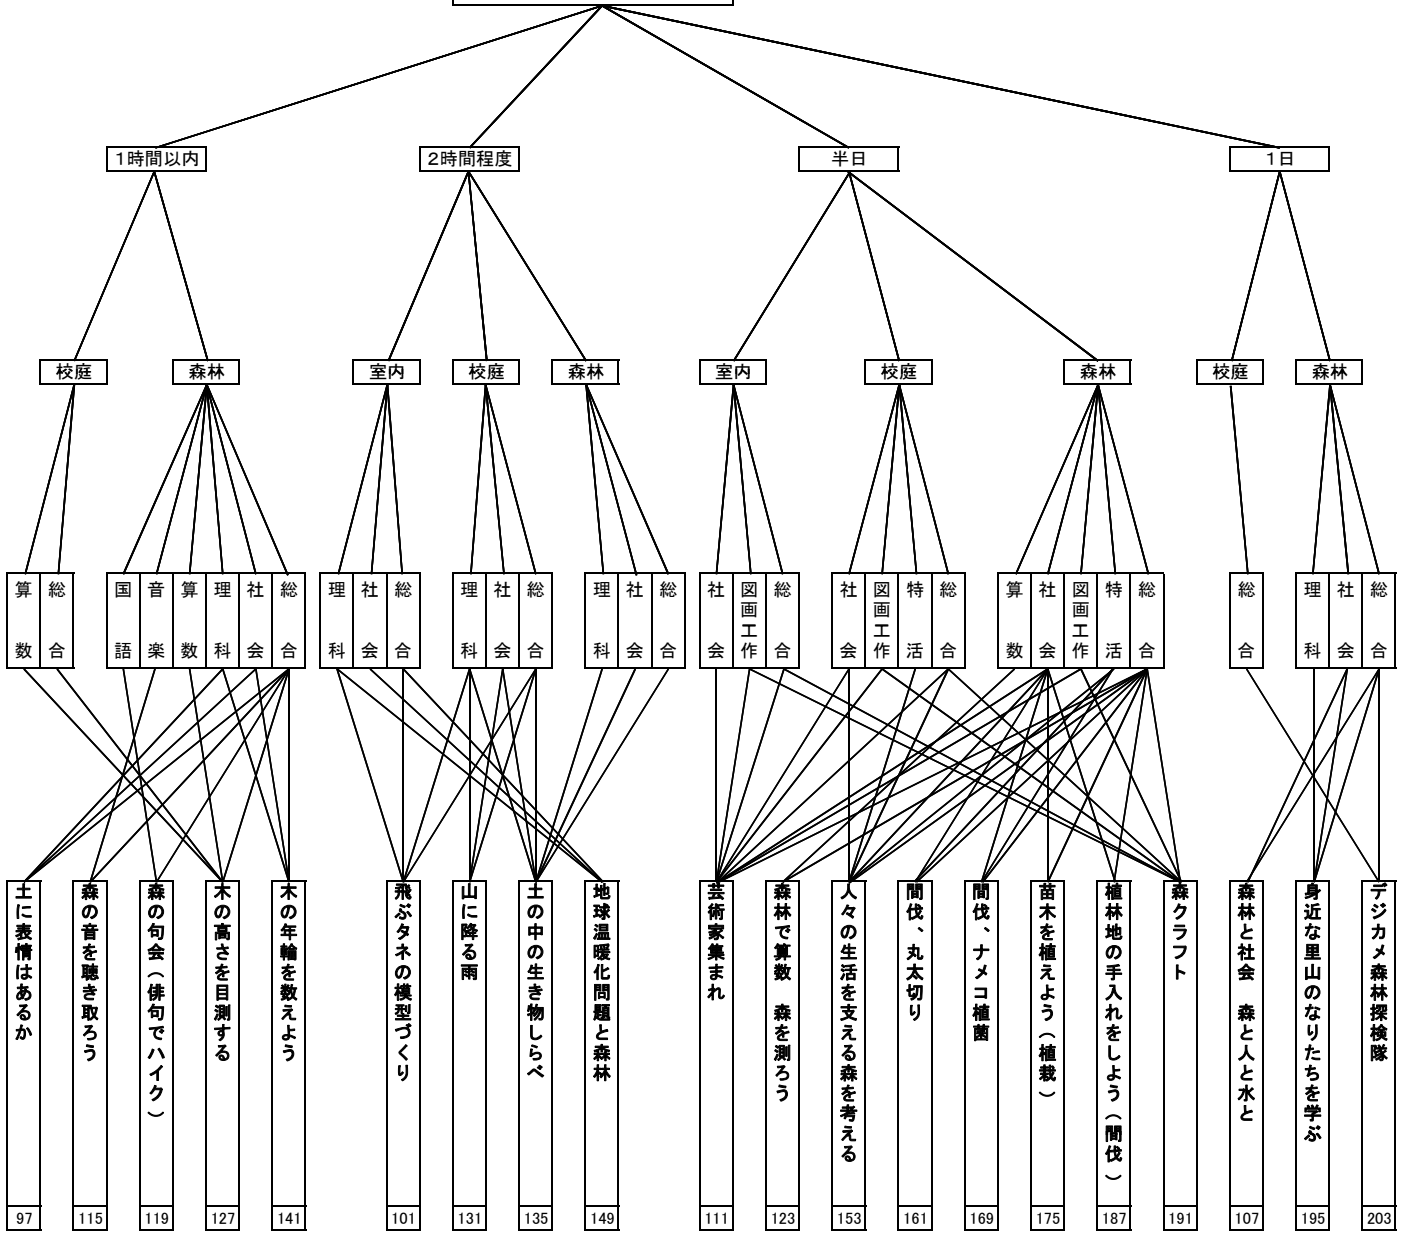 1時間以内
2時間程度
半日
1日
校庭
森林
室内
校庭
森林
室内
校庭
森林
校庭
森林
算数
総合
国語
音楽
算数
理科
社会
総合
理科
社会
総合
理科
社会
総合
理科
社会
総合
社会
図画工作
総合
社会
図画工作
特活
総合
算数
社会
図画工作
特活
総合
総合
理科
社会
総合
土に表情はあるか
森の音を聴き取ろう
森の句会（俳句でハイク）
木の高さを目測する
木の年輪を数えよう
飛ぶタネの模型づくり
山に降る雨
土の中の生き物しらべ
地球温暖化問題と森林
芸術家集まれ
森林で算数　森を測ろう
人々の生活を支える森を考える
間伐、丸太切り
間伐、ナメコ植菌
苗木を植えよう（植栽）
植林地の手入れをしよう（間伐）
森クラフト
森林と社会　森と人と水と
身近な里山のなりたちを学ぶ
デジカメ森林探検隊
97
115
119
127
141
101
131
135
149
111
123
153
161
169
175
187
191
107
195
203